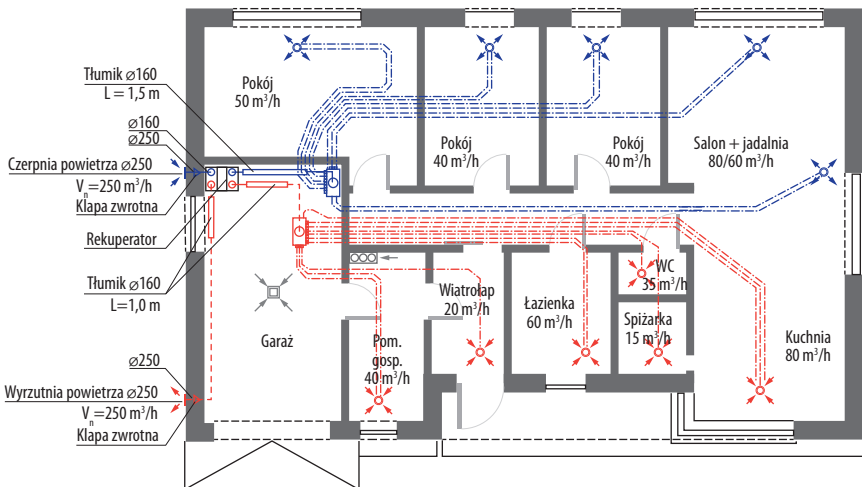 Tłumik ⌀160
L = 1,5 m
⌀160
⌀250
Czerpnia powietrza ⌀250
Vn=250 m³/h
Klapa zwrotna
Rekuperator
Tłumik ⌀160
L=1,0 m
⌀250
Wyrzutnia powietrza ⌀250
Vn=250 m³/h
Klapa zwrotna
Pokój
50 m³/h
Pokój
40 m³/h
Pokój
40 m³/h
Salon + jadalnia
80/60 m³/h
Garaż
Pom.
gosp.
40 m³/h
Wiatrołap
20 m³/h
Łazienka
60 m³/h
WC
35 m³/h
Spiżarka
15 m³/h
Kuchnia
80 m³/h